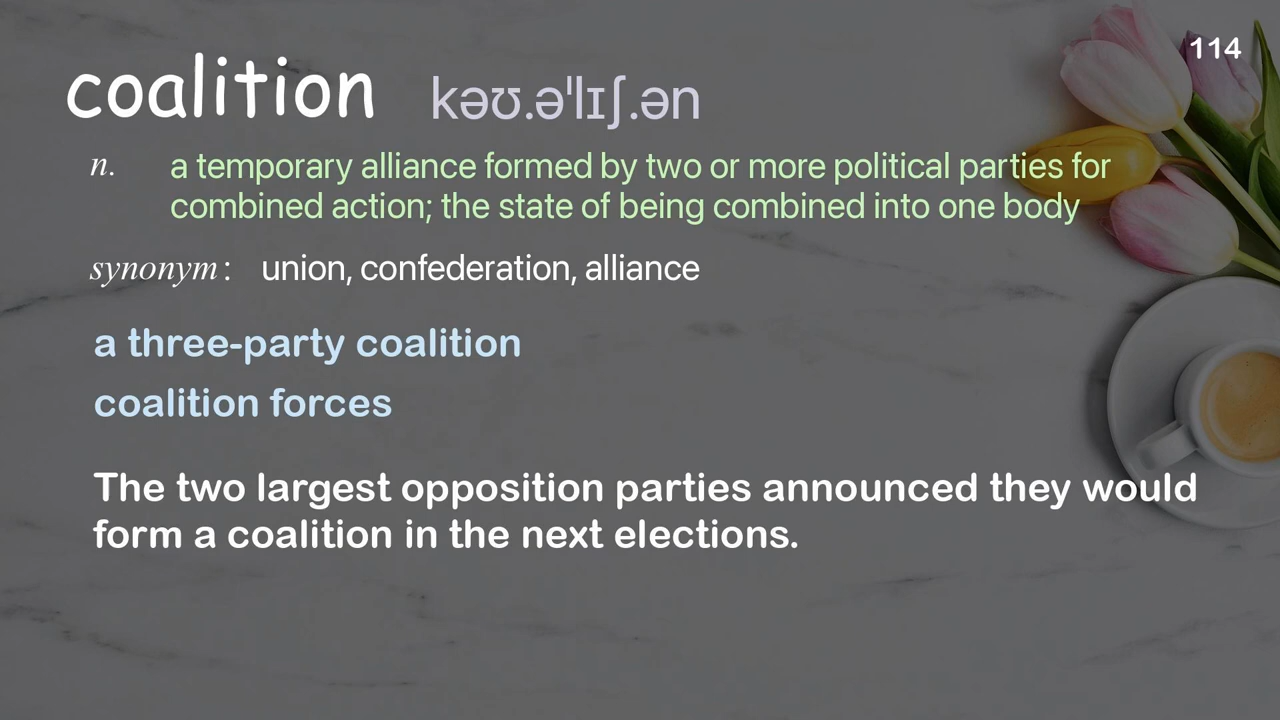 114
coalition kəʊ.əˈlɪʃ.ən
n. a temporary alliance formed by two or more political parties for
combined action; the state of being combined into one body
synonym: union, confederation, alliance
a three-party coalition
coalition forces
The two largest opposition parties announced they would
form a coalition in the next elections.